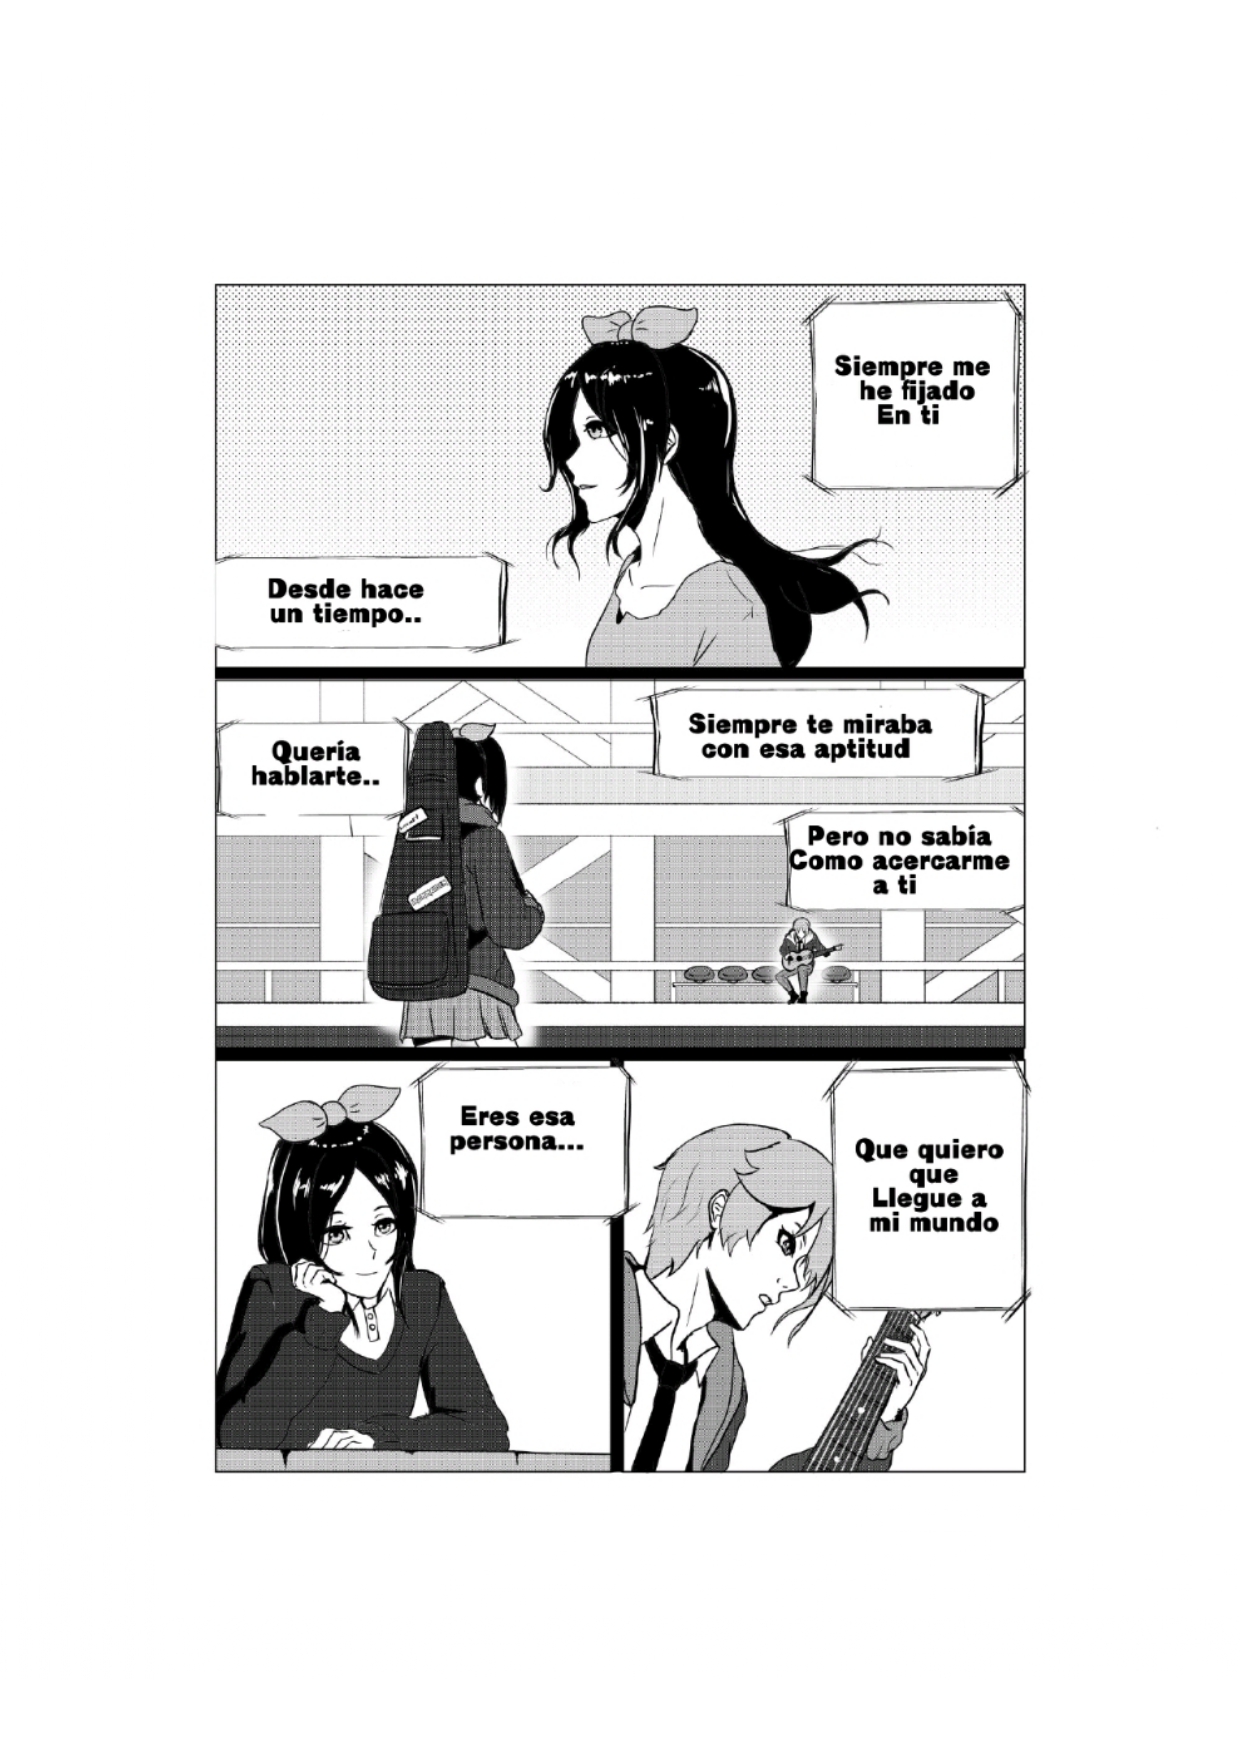 Siempre me
he fijado
En ti
Desde hace
un tiempo..
Siempre te miraba
con esa aptitud
Quería
hablarte..
Pero no sabía
Como acercarme
a ti
Eres esa
persona...
Que quiero
que
Llegue a
mi mundo